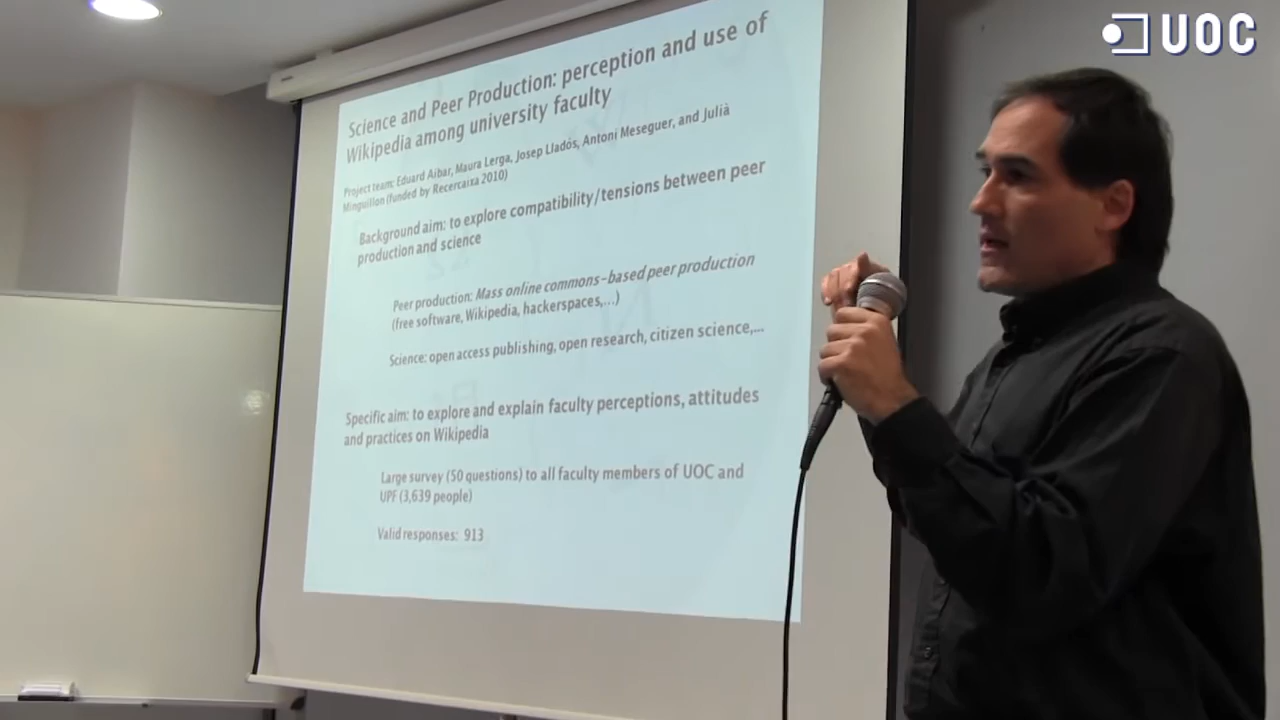 UOC
Science and Peer Production: perception and use of
Wikipedia among university faculty
Project team: Eduard Aibar, Maura Lerga, Josep Lladós, Antoni Meseguer, and Julià
Minguillon (funded by Recercaixa 2010)
Background aim: to explore compatibility/tensions between peer
production and science
Peer production: Mass online commons-based peer production
(free software, Wikipedia, hackerspaces,...)
Science: open access publishing, open research, citizen science,...
Specific aim: to explore and explain faculty perceptions, attitudes
and practices on Wikipedia
Large survey (50 questions) to all faculty members of UOC and
UPF (3,639 people)
Valid responses: 913